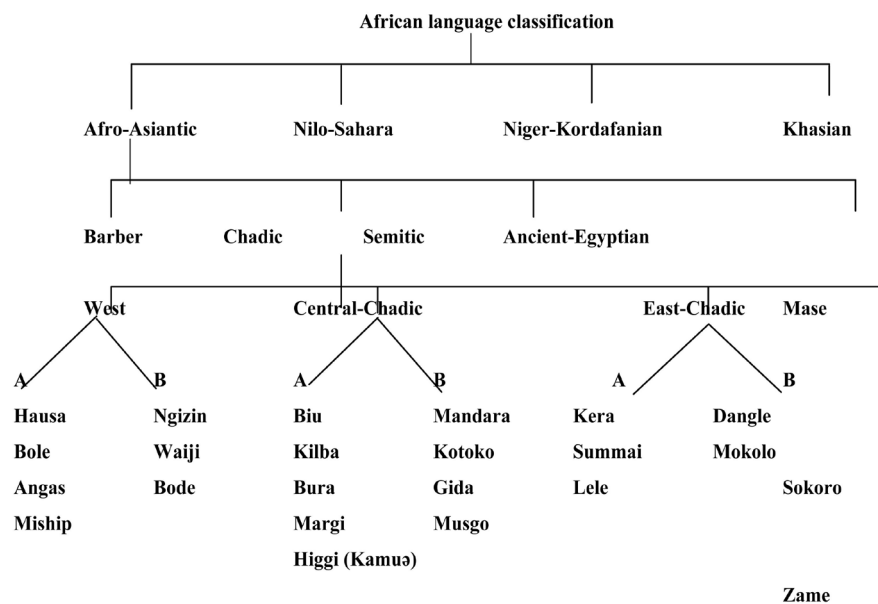 African language classification
Afro-Asiantic Nilo-Sahara Niger-Kordafanian Khasian
Barber Chadic Semitic Ancient-Egyptian
West Central-Chadic East-Chadic Mase
A B A B A B
Hausa Ngizin Biu Mandara Kera Dangle
Bole Waiji Kilba Kotoko Summai Mokolo
Angas Bode Bura Gida Lele Sokoro
Miship Margi Musgo
Higgi (Kamuə)
Zame